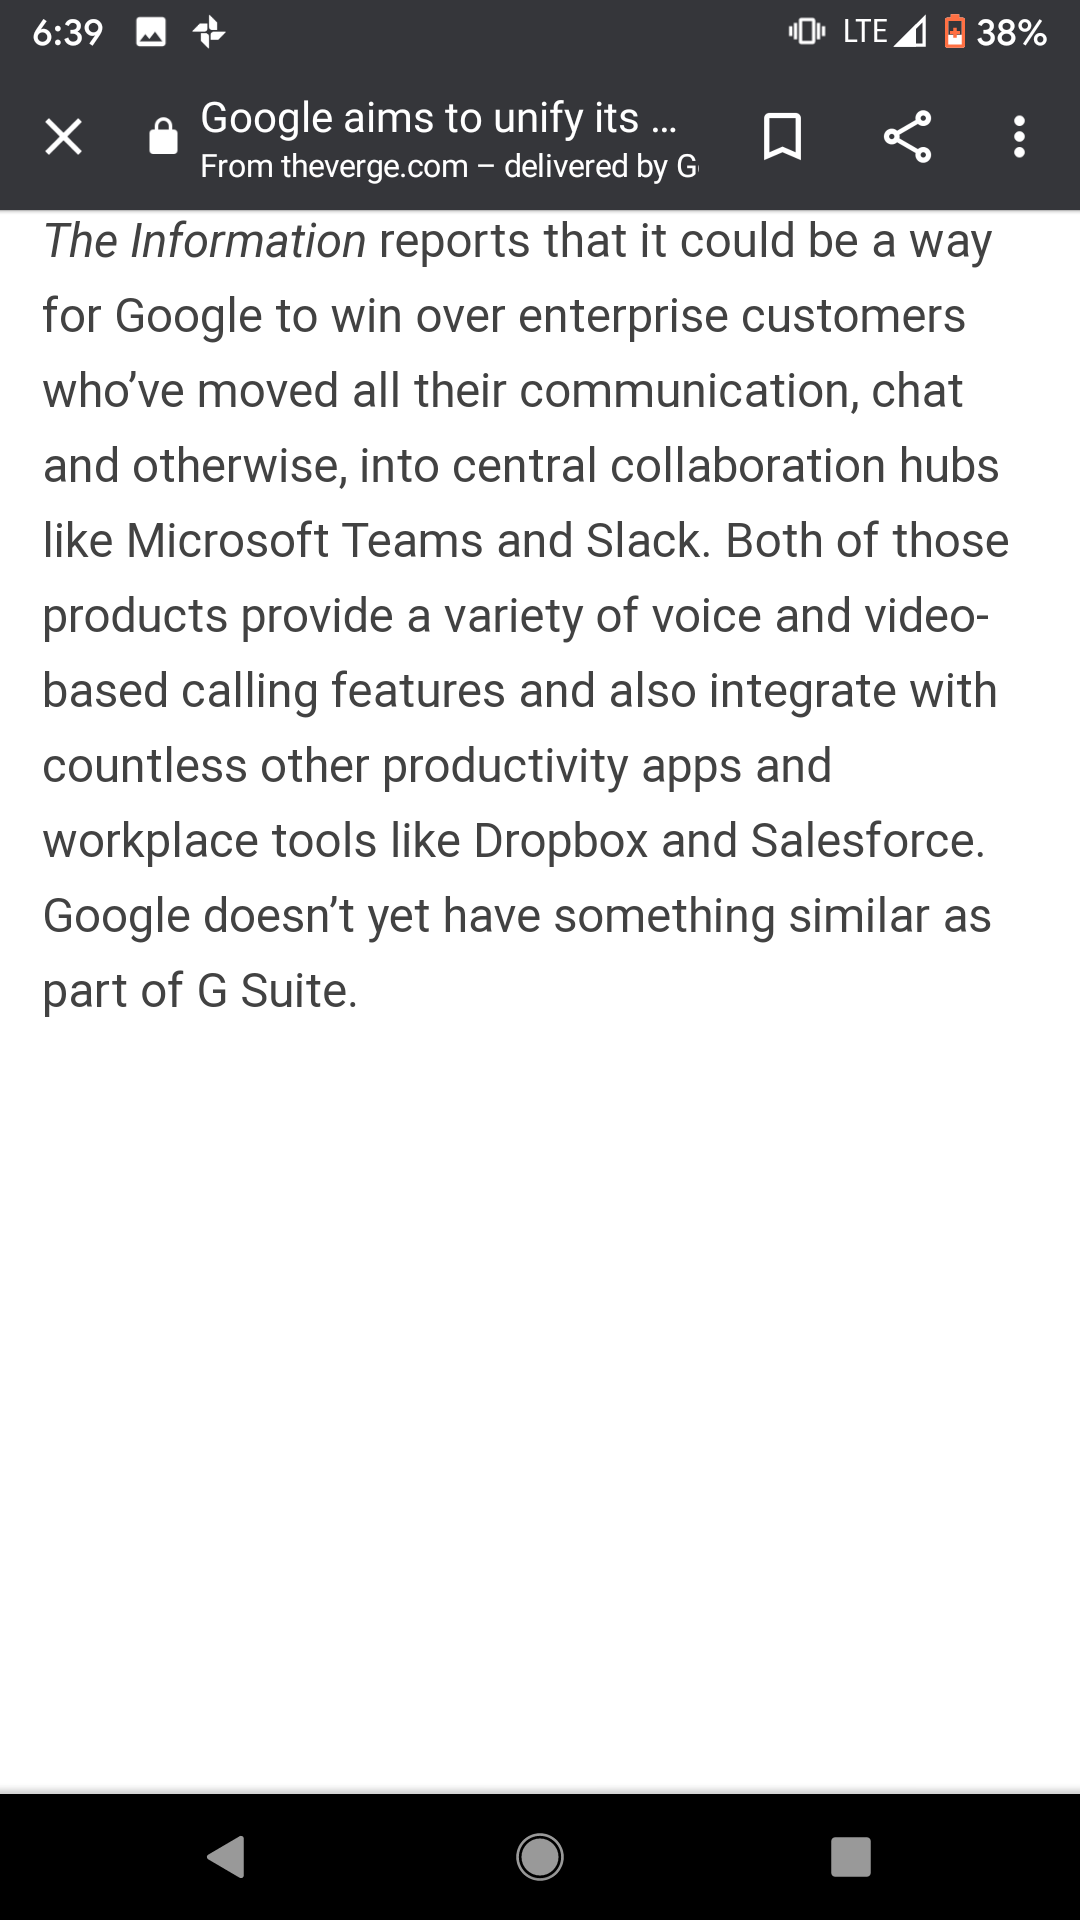 6:39 LTE 38%
Google aims to unify its ...
From theverge.com – delivered by G
The Information reports that it could be a way
for Google to win over enterprise customers
who’ve moved all their communication, chat
and otherwise, into central collaboration hubs
like Microsoft Teams and Slack. Both of those
products provide a variety of voice and video-
based calling features and also integrate with
countless other productivity apps and
workplace tools like Dropbox and Salesforce.
Google doesn’t yet have something similar as
part of G Suite.